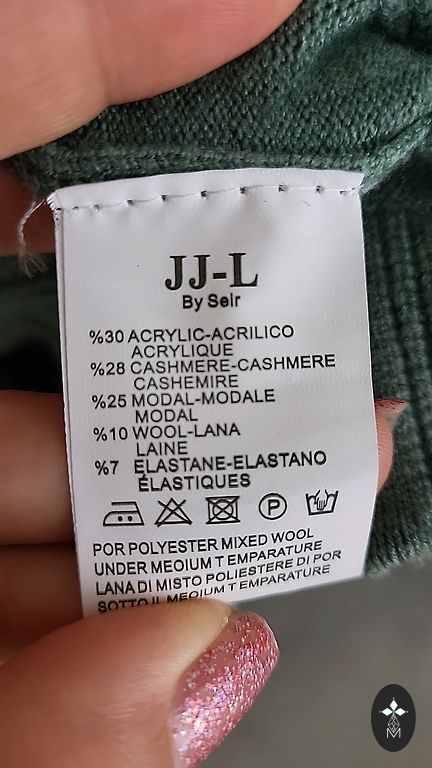 JJ-L
By Seir
%30 ACRYLIC-ACRILICO
ACRYLIQUE
%28 CASHMERE-CASHMERE
CASHEMIRE
%25 MODAL-MODALE
MODAL
%10 WOOL-LANA
LAINE
%7 ELASTANE-ELASTANO
ÉLASTIQUES
P
POR POLYESTER MIXED WOOL
UNDER MEOIUM T EMPARATURE
LANA DI MISTO POLIESTERE DI POR
SOTTO IL MEOIUM T EMPARATURE
M